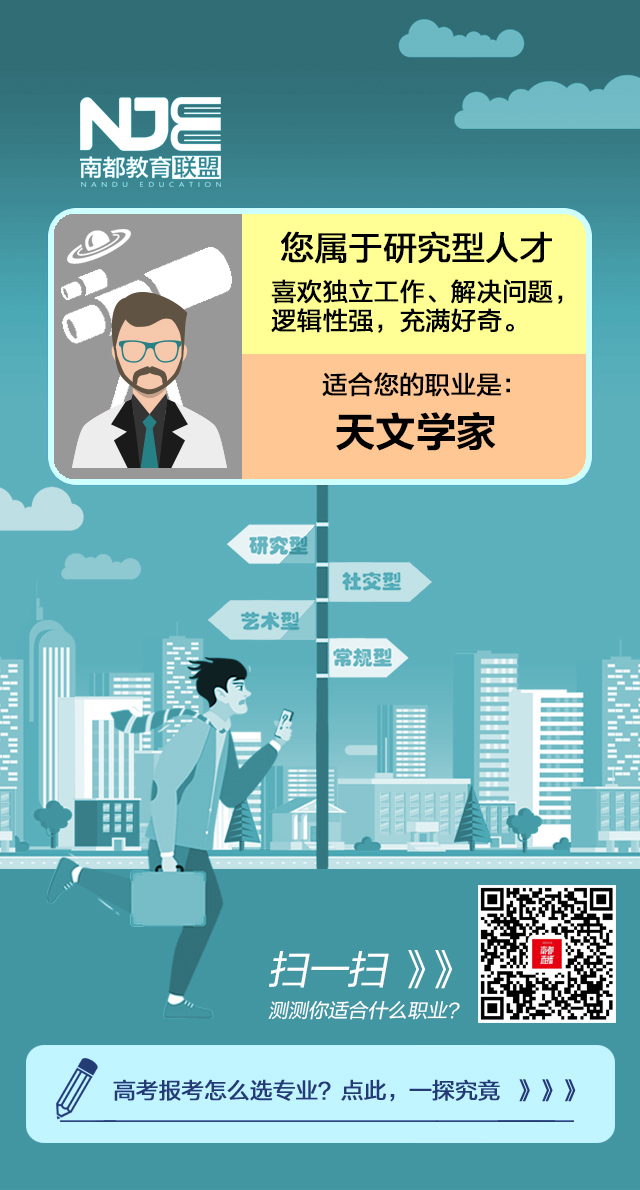 NJE
南都教育联盟
NANDU EDUCATION
您属于研究型人才
喜欢独立工作、解决问题，
逻辑性强，充满好奇。
适合您的职业是：
天文学家
研究型
社交型
艺术型
常规型
扫一扫 》》
测测你适合什么职业？
南都
直播
高考报考怎么选专业？点此，一探究竟 》》》